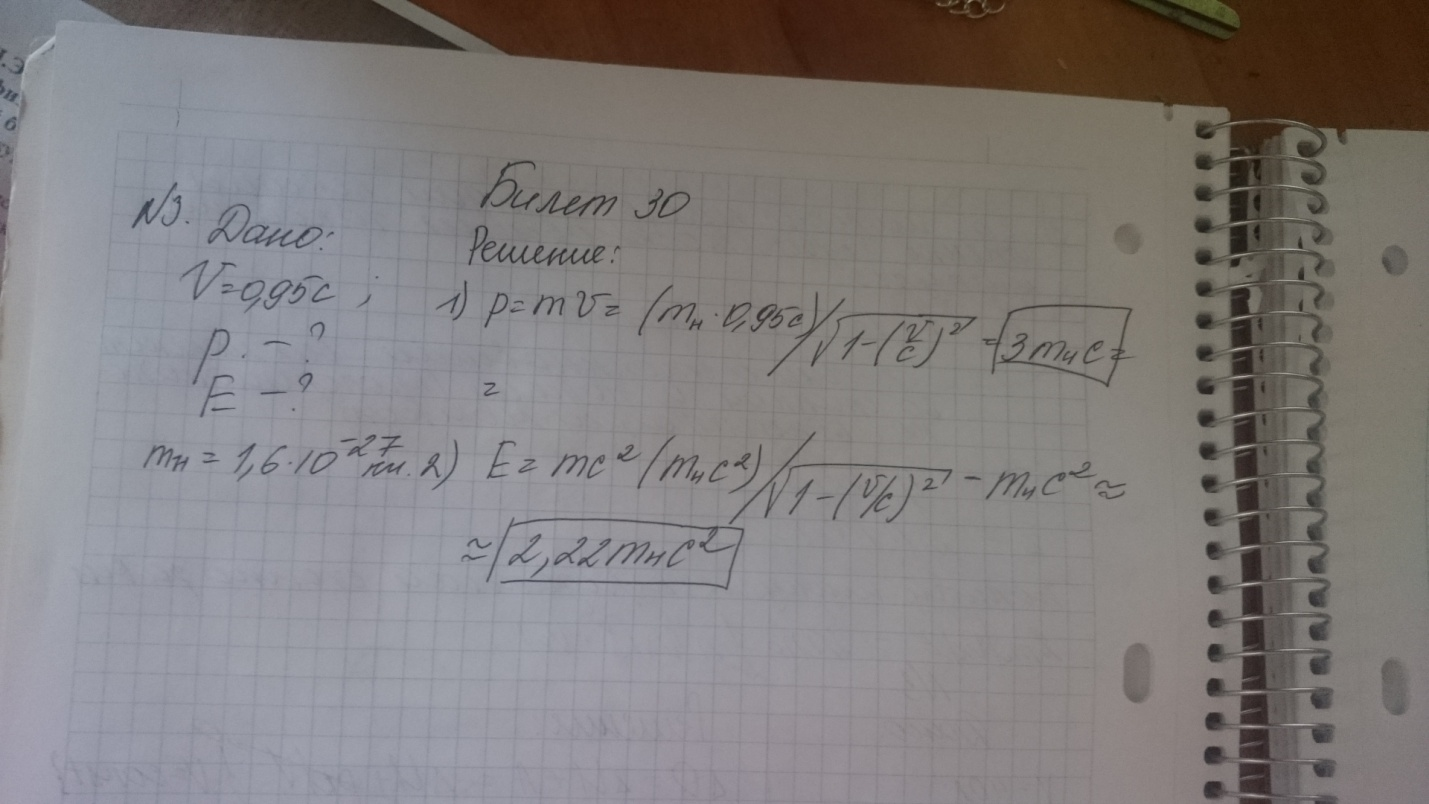 Билет 30
№3. Дано: Решение:
V=0,95c ; 1) p=mv= (mн·0,95c)/√1-(v/c)² = 3mнc =
p. - ?
E - ? =
mн = 1,6·10⁻²⁷ 2) E= mc² (mнc²)/√1-(v/c)² - mнc² ≈
≈ 2,22mнc²